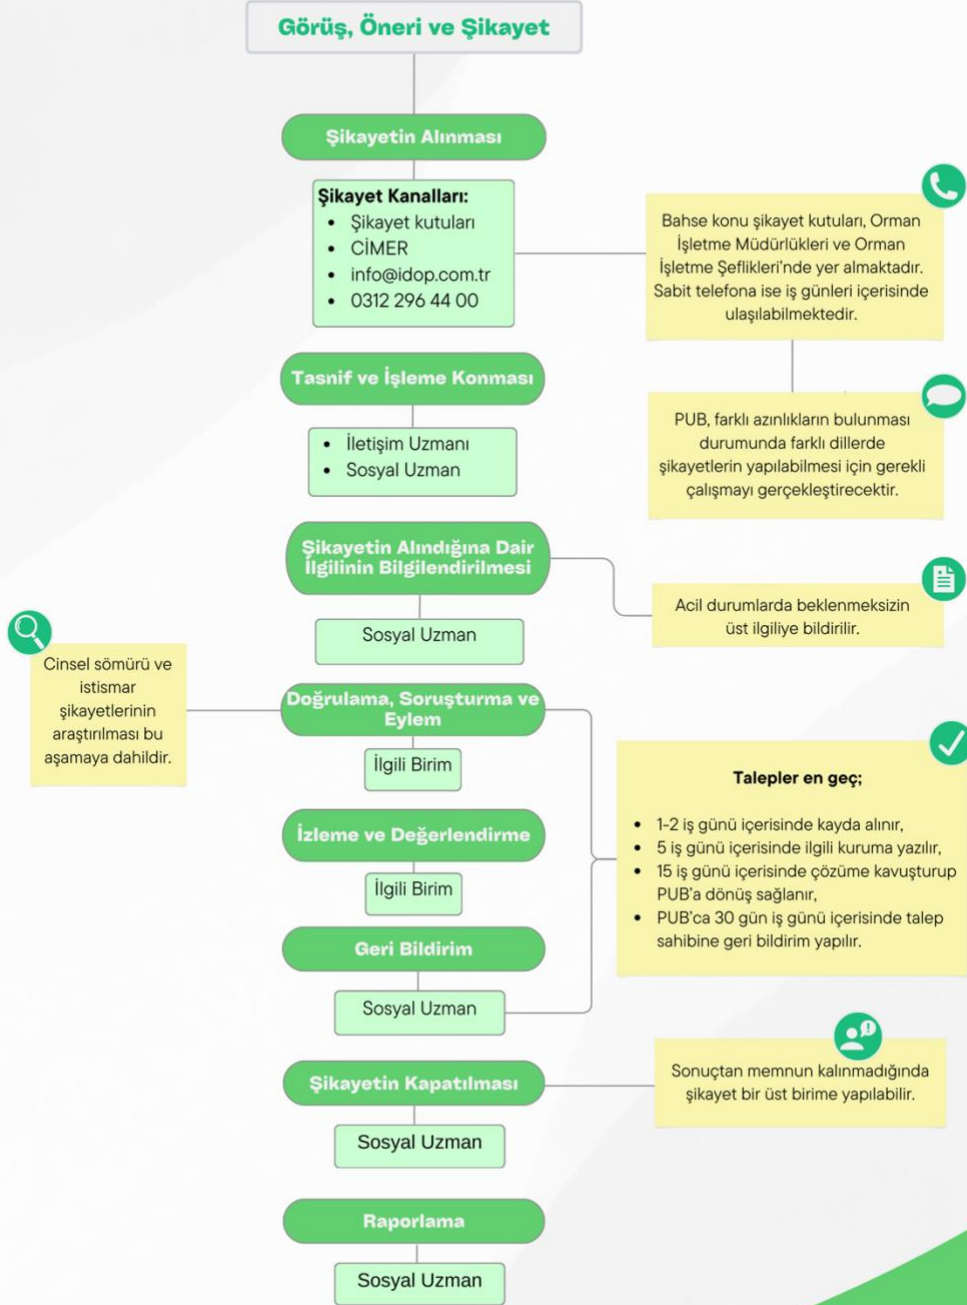 Görüş, Öneri ve Şikayet
Şikayetin Alınması
Şikayet Kanalları:
• Şikayet kutuları
• CİMER
• info@idop.com.tr
• 0312 296 44 00
Bahse konu şikayet kutuları, Orman
İşletme Müdürlükleri ve Orman
İşletme Şeflikleri'nde yer almaktadır.
Sabit telefona ise iş günleri içerisinde
ulaşılabilmektedir.
Tasnif ve İşleme Konması
• İletişim Uzmanı
• Sosyal Uzman
PUB, farklı azınlıkların bulunması
durumunda farklı dillerde
şikayetlerin yapılabilmesi için gerekli
çalışmayı gerçekleştirecektir.
Şikayetin Alındığına Dair
İlgilinin Bilgilendirilmesi
Sosyal Uzman
Acil durumlarda beklenmeksizin
üst ilgiliye bildirilir.
Cinsel sömürü ve
istismar
şikayetlerinin
araştırılması bu
aşamaya dahildir.
Doğrulama, Soruşturma ve
Eylem
İlgili Birim
İzleme ve Değerlendirme
İlgili Birim
Geri Bildirim
Sosyal Uzman
Talepler en geç;
• 1-2 iş günü içerisinde kayda alınır,
• 5 iş günü içerisinde ilgili kuruma yazılır,
• 15 iş günü içerisinde çözüme kavuşturup
PUB'a dönüş sağlanır,
• PUB'ca 30 gün iş günü içerisinde talep
sahibine geri bildirim yapılır.
Şikayetin Kapatılması
Sosyal Uzman
Sonuçtan memnun kalınmadığında
şikayet bir üst birime yapılabilir.
Raporlama
Sosyal Uzman